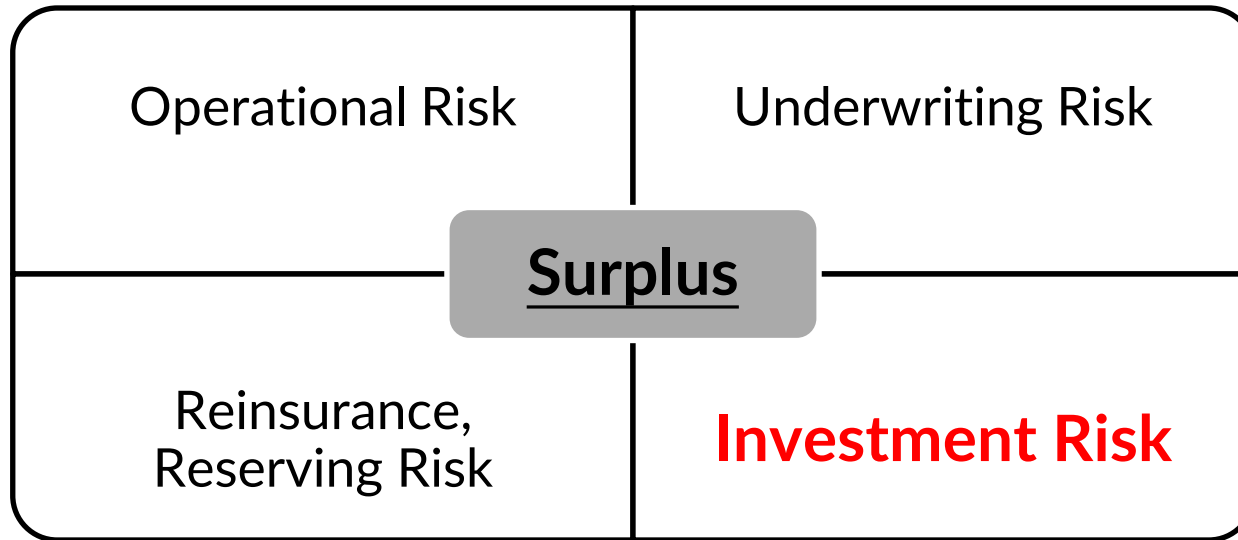 Operational Risk
Underwriting Risk
Surplus
Reinsurance,
Reserving Risk
Investment Risk